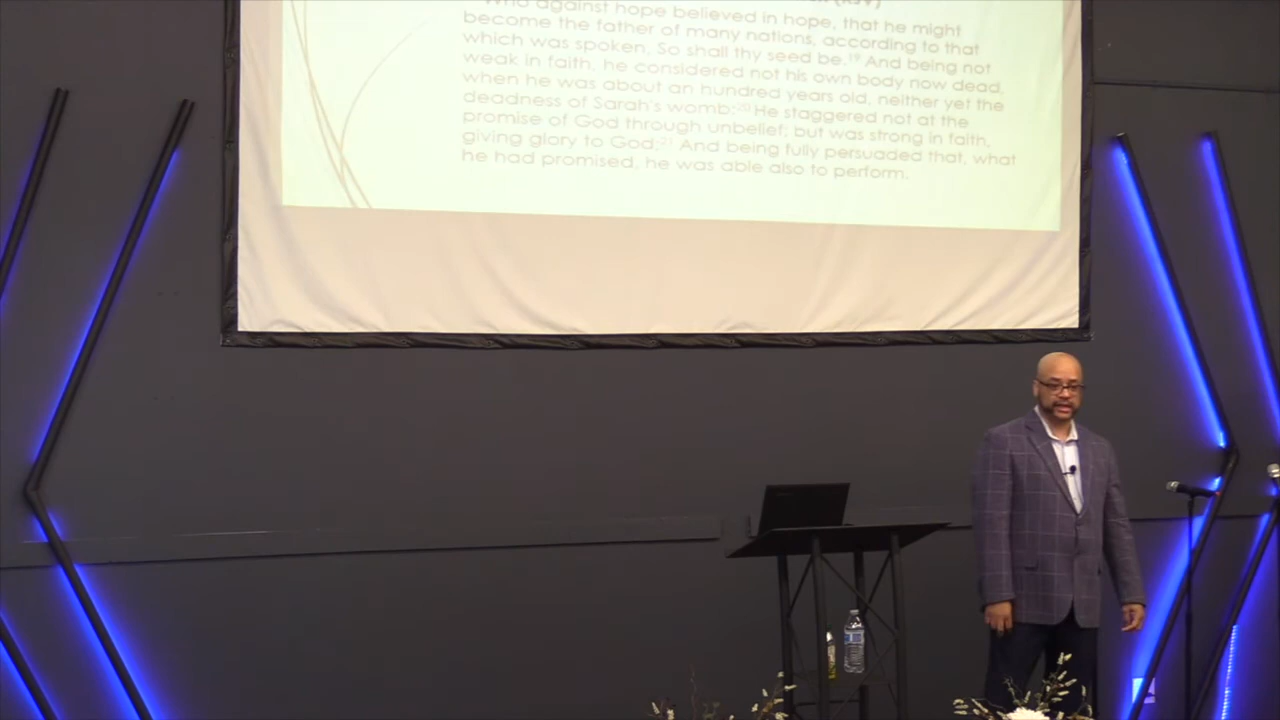 (KJV)
Who against hope believed in hope, that he might
become the father of many nations, according to that
which was spoken, So shall thy seed be.19 And being not
weak in faith, he considered not his own body now dead,
when he was about an hundred years old, neither yet the
deadness of Sarah's womb:20 He staggered not at the
promise of God through unbelief; but was strong in faith,
giving glory to God;21 And being fully persuaded that, what
he had promised, he was able also to perform.